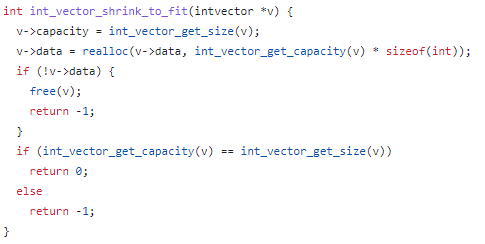 int int_vector_shrink_to_fit(intvector *v) {
  v->capacity = int_vector_get_size(v);
  v->data = realloc(v->data, int_vector_get_capacity(v) * sizeof(int));
  if (!v->data) {
    free(v);
    return -1;
  }
  if (int_vector_get_capacity(v) == int_vector_get_size(v))
    return 0;
  else
    return -1;
}